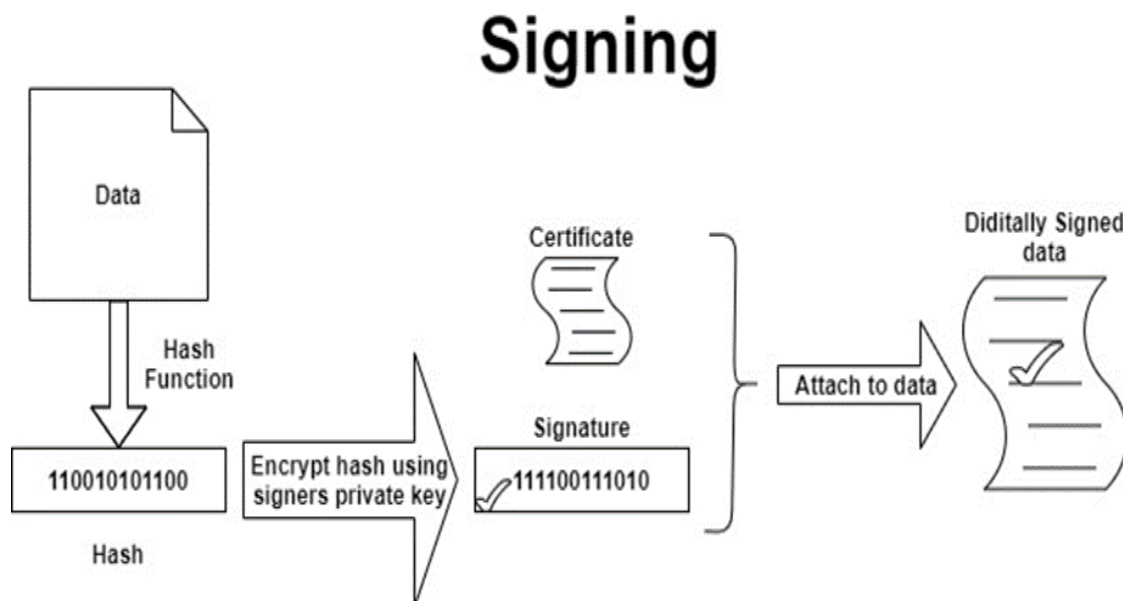 Signing
Data
Hash
Function
110010101100
Hash
Encrypt hash using
signers private key
Certificate
Signature
111100111010
Attach to data
Diditally Signed
data